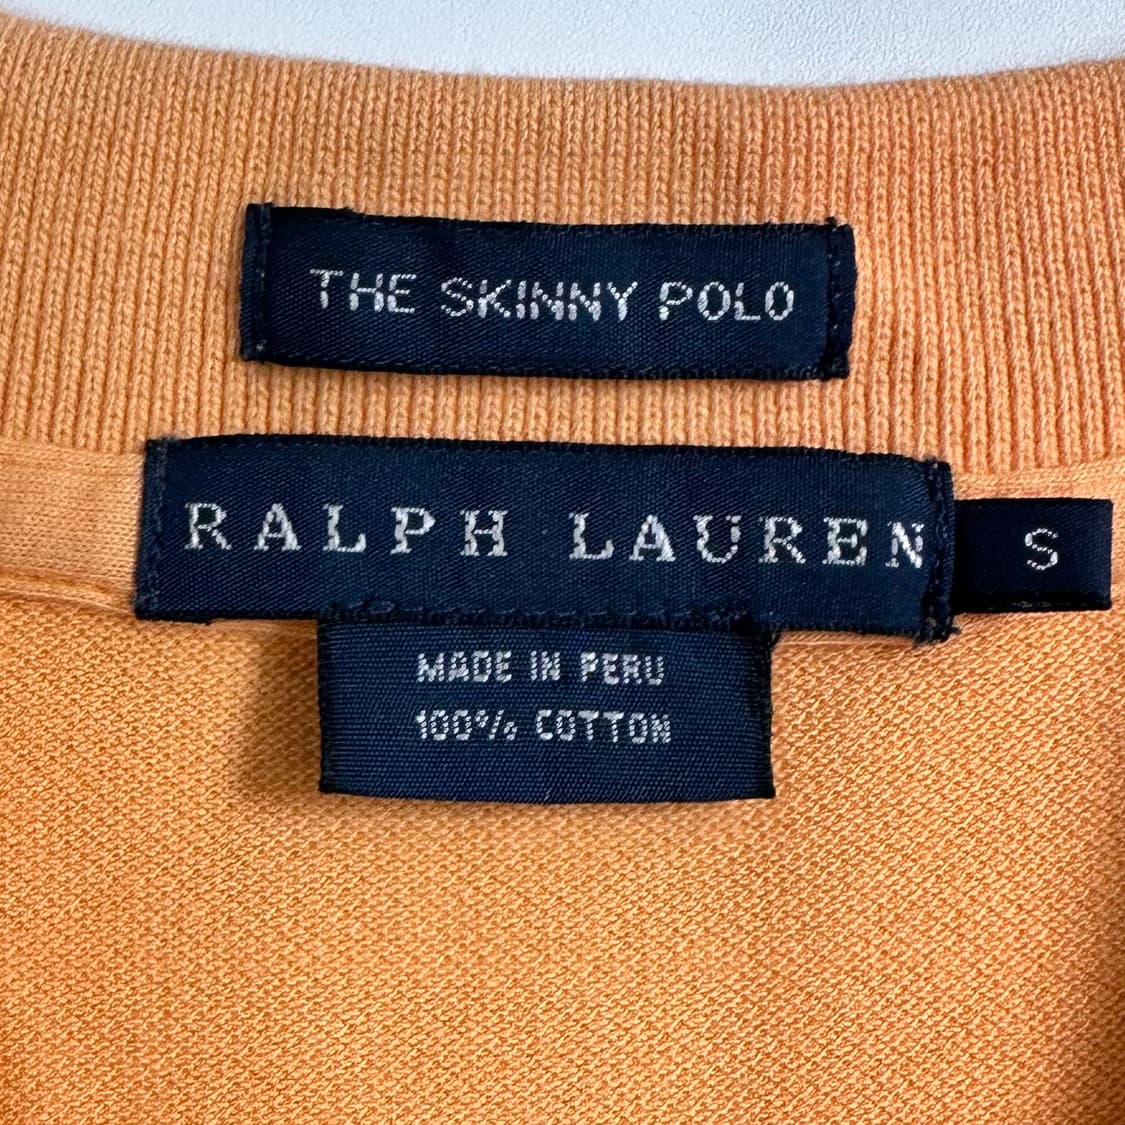 THE SKINNY POLO
RALPH LAUREN
S
MADE IN PERU
100% COTTON